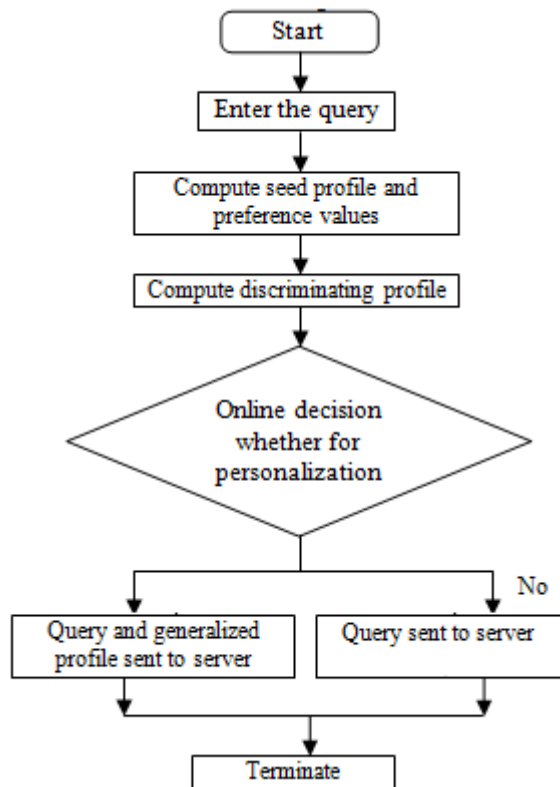 Start
Enter the query
Compute seed profile and
preference values
Compute discriminating profile
Online decision
whether for
personalization
No
Query and generalized
profile sent to server
Query sent to server
Terminate